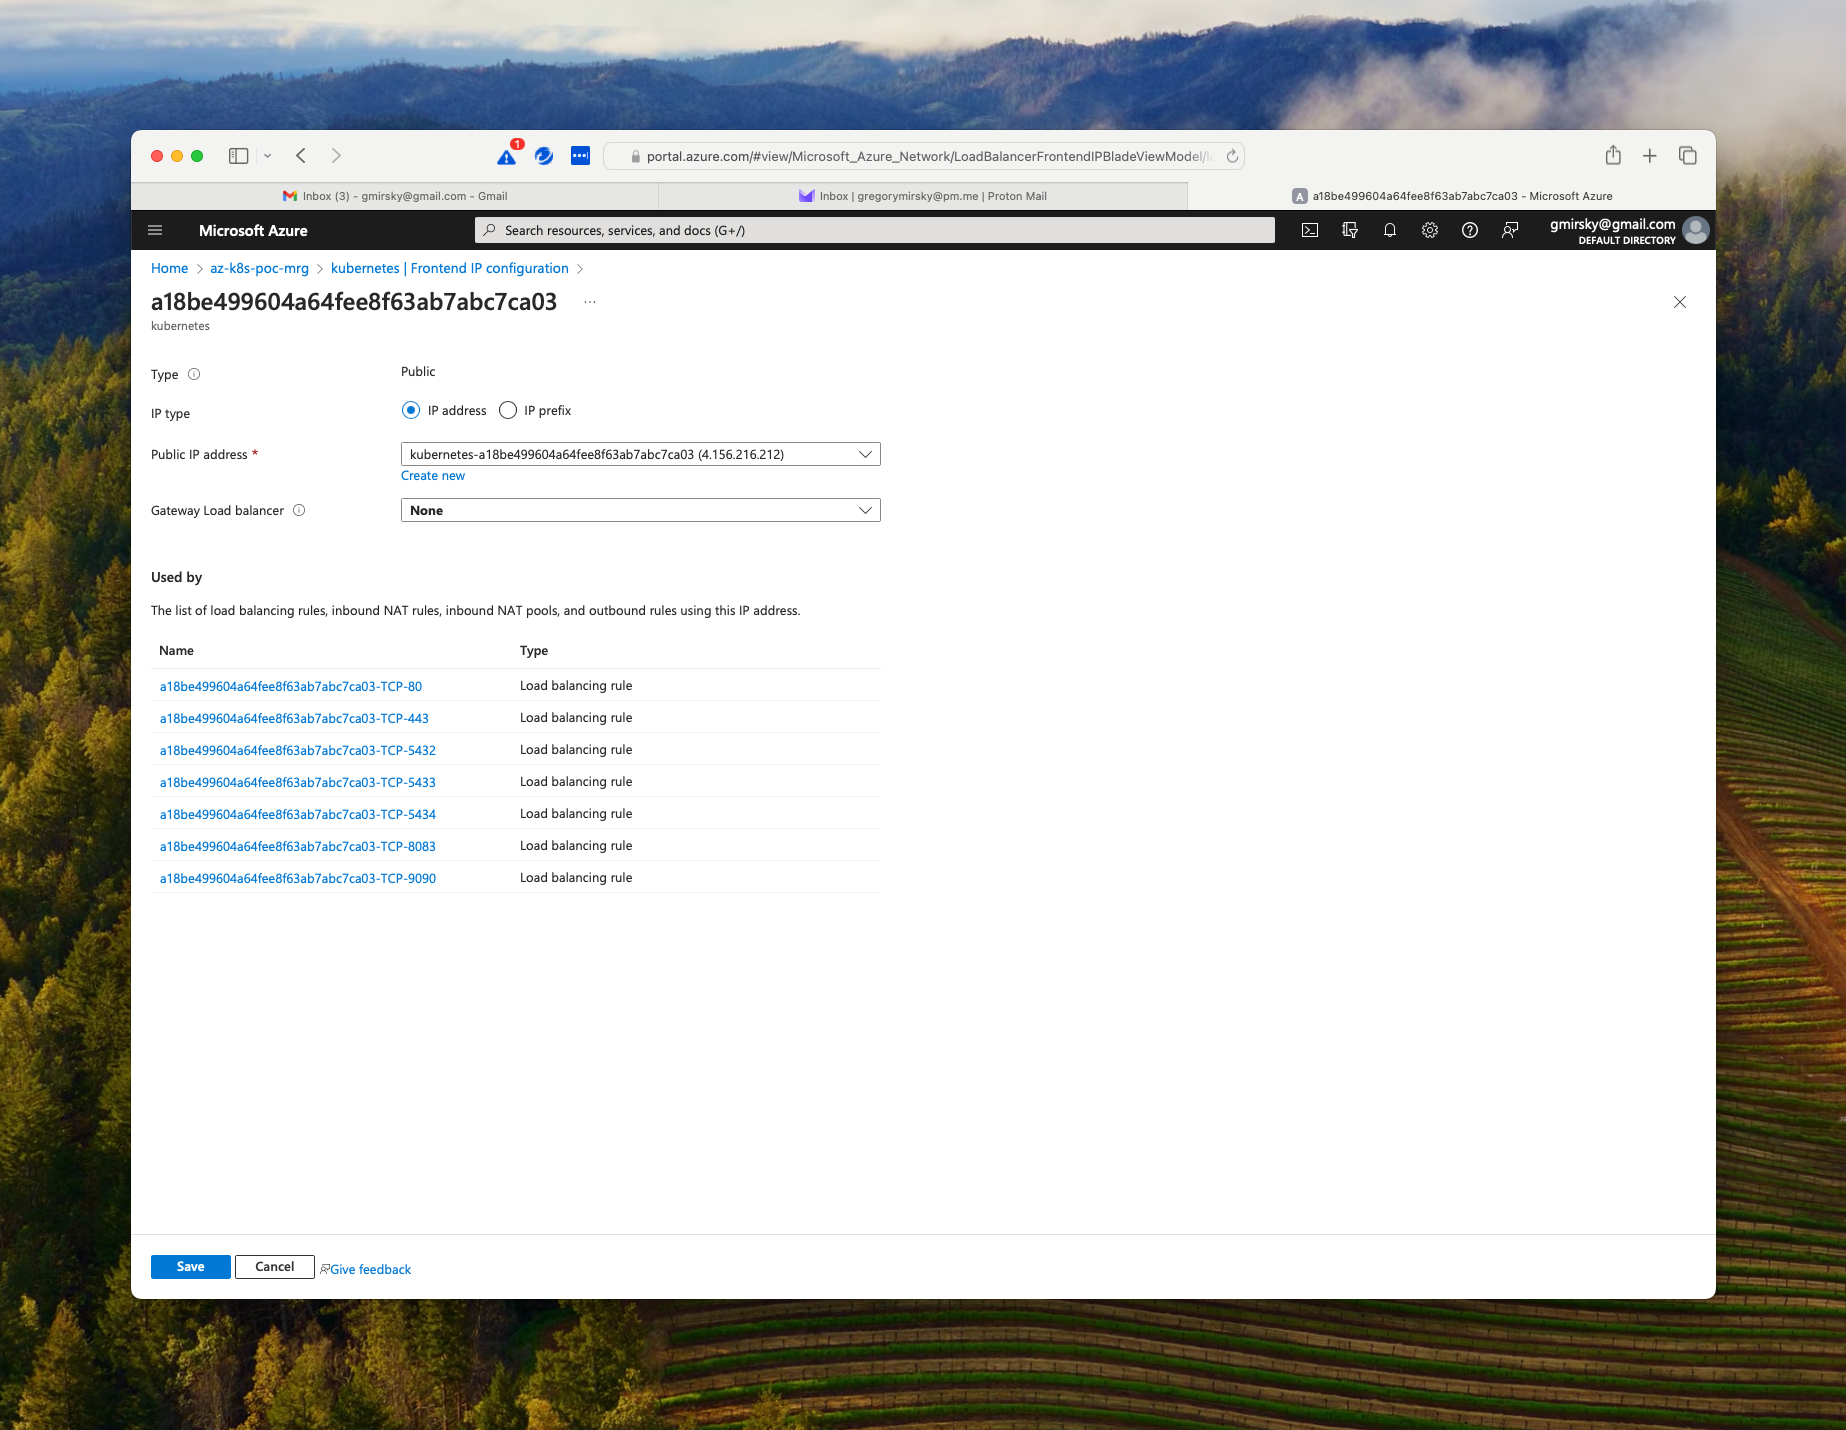 1
portal.azure.com/#view/Microsoft_Azure_Network/LoadBalancerFrontendIPBladeViewModel/
Inbox (3) - gmirsky@gmail.com - Gmail
Inbox | gregorymirsky@pm.me | Proton Mail
A a18be499604a64fee8f63ab7abc7ca03 - Microsoft Azure
Microsoft Azure
Search resources, services, and docs (G+/)
gmirsky@gmail.com
DEFAULT DIRECTORY
Home > az-k8s-poc-mrg > kubernetes | Frontend IP configuration >
a18be499604a64fee8f63ab7abc7ca03 ...
kubernetes
Type
Public
IP type
IP address
IP prefix
Public IP address *
kubernetes-a18be499604a64fee8f63ab7abc7ca03 (4.156.216.212)
Create new
Gateway Load balancer
None
Used by
The list of load balancing rules, inbound NAT rules, inbound NAT pools, and outbound rules using this IP address.
Name Type
a18be499604a64fee8f63ab7abc7ca03-TCP-80 Load balancing rule
a18be499604a64fee8f63ab7abc7ca03-TCP-443 Load balancing rule
a18be499604a64fee8f63ab7abc7ca03-TCP-5432 Load balancing rule
a18be499604a64fee8f63ab7abc7ca03-TCP-5433 Load balancing rule
a18be499604a64fee8f63ab7abc7ca03-TCP-5434 Load balancing rule
a18be499604a64fee8f63ab7abc7ca03-TCP-8083 Load balancing rule
a18be499604a64fee8f63ab7abc7ca03-TCP-9090 Load balancing rule
Save
Cancel
Give feedback